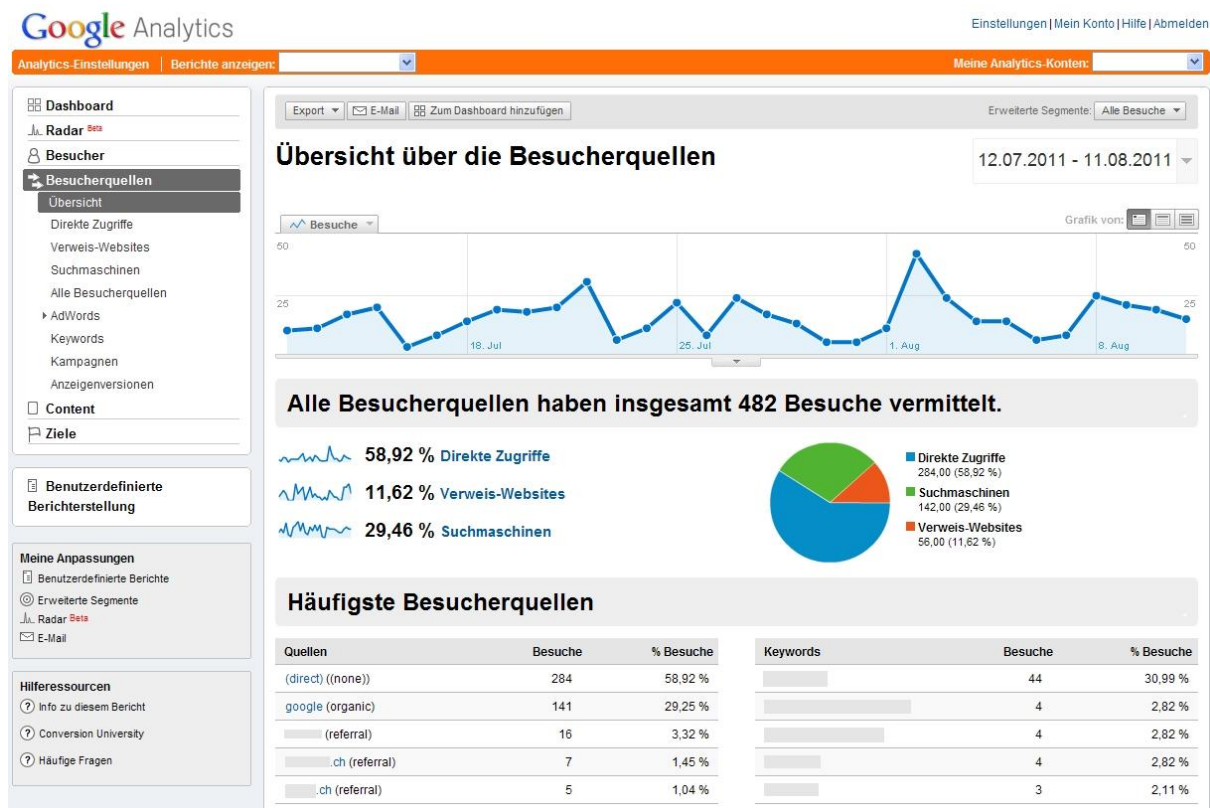 Google Analytics
Einstellungen | Mein Konto | Hilfe | Abmelden
Analytics-Einstellungen | Berichte anzeigen:
Meine Analytics-Konten:
Dashboard
Radar Beta
Besucher
Besucherquellen
Übersicht
Direkte Zugriffe
Verweis-Websites
Suchmaschinen
Alle Besucherquellen
AdWords
Keywords
Kampagnen
Anzeigenversionen
Content
Ziele
Benutzerdefinierte
Berichterstellung
Meine Anpassungen
Benutzerdefinierte Berichte
Erweiterte Segmente
Radar Beta
E-Mail
Hilferessourcen
Info zu diesem Bericht
Conversion University
Häufige Fragen
Export
E-Mail
Zum Dashboard hinzufügen
Erweiterte Segmente: Alle Besuche
Übersicht über die Besucherquellen
12.07.2011 - 11.08.2011
Besuche
Grafik von:
50 50
25 25
18. Jul 25. Jul 1. Aug 8. Aug
Alle Besucherquellen haben insgesamt 482 Besuche vermittelt.
58,92 % Direkte Zugriffe
11,62 % Verweis-Websites
29,46 % Suchmaschinen
Direkte Zugriffe
284,00 (58,92 %)
Suchmaschinen
142,00 (29,46 %)
Verweis-Websites
56,00 (11,62 %)
Häufigste Besucherquellen
Quellen Besuche % Besuche
(direct) ((none)) 284 58,92 %
google (organic) 141 29,25 %
(referral) 16 3,32 %
.ch (referral) 7 1,45 %
.ch (referral) 5 1,04 %
Keywords Besuche % Besuche
44 30,99 %
4 2,82 %
4 2,82 %
4 2,82 %
3 2,11 %